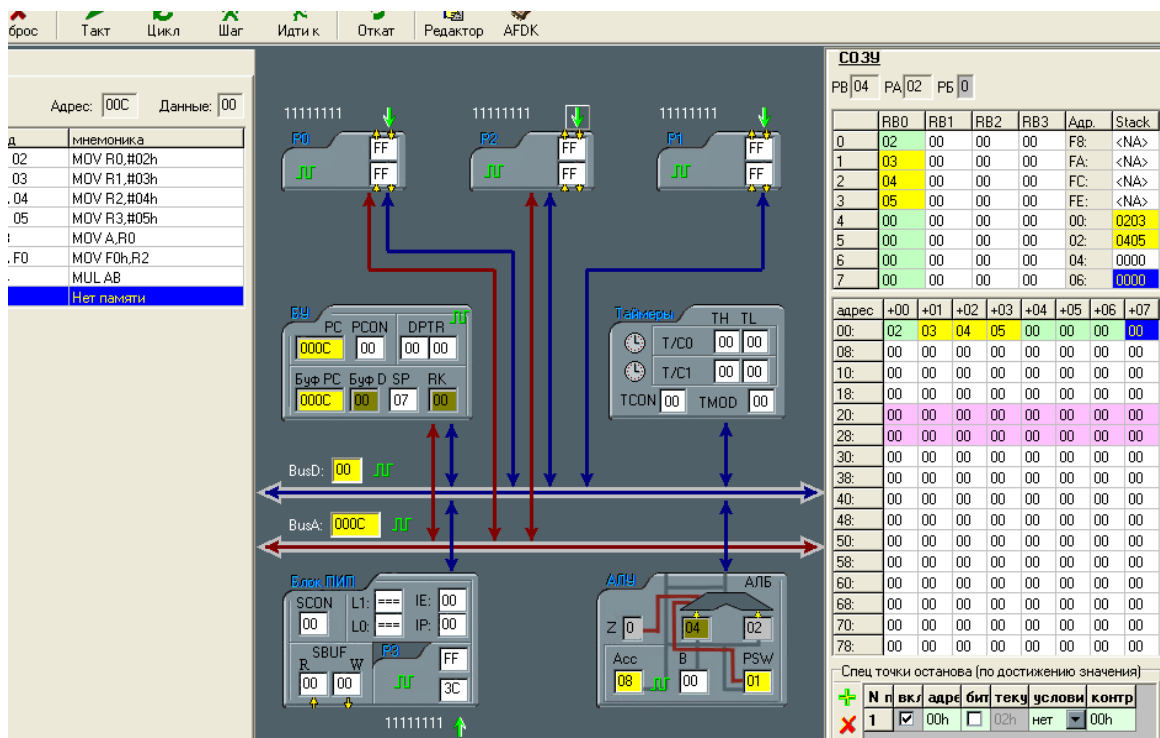 брос Такт Цикл Шаг Идти к Откат Редактор AFDK
Адрес: 00C Данные: 00
д мнемоника
02 MOV R0,#02h
03 MOV R1,#03h
04 MOV R2,#04h
05 MOV R3,#05h
MOV A,R0
F0 MOV F0h,R2
MUL AB
Нет памяти
11111111
P0
FF
FF
11111111
P2
FF
FF
11111111
P1
FF
FF
БУ
PC PCON DPTR
000C 00 00 00
Буф PC Буф D SP RK
000C 00 07 00
Таймеры TH TL
T/C0 00 00
T/C1 00 00
TCON 00 TMOD 00
BusD: 00
BusA: 000C
Блок ПИП
SCON L1: === IE: 00
00 L0: === IP: 00
SBUF P3
R W FF
00 00 3C
11111111
АЛУ АЛБ
Z 0 04 02
Acc B PSW
08 00 01
СОЗУ
РВ 04 РА 02 РБ 0
RB0 RB1 RB2 RB3 Адр. Stack
0 02 00 00 00 F8: <NA>
1 03 00 00 00 FA: <NA>
2 04 00 00 00 FC: <NA>
3 05 00 00 00 FE: <NA>
4 00 00 00 00 00: 0203
5 00 00 00 00 02: 0405
6 00 00 00 00 04: 0000
7 00 00 00 00 06: 0000
адрес +00 +01 +02 +03 +04 +05 +06 +07
00: 02 03 04 05 00 00 00 00
08: 00 00 00 00 00 00 00 00
10: 00 00 00 00 00 00 00 00
18: 00 00 00 00 00 00 00 00
20: 00 00 00 00 00 00 00 00
28: 00 00 00 00 00 00 00 00
30: 00 00 00 00 00 00 00 00
38: 00 00 00 00 00 00 00 00
40: 00 00 00 00 00 00 00 00
48: 00 00 00 00 00 00 00 00
50: 00 00 00 00 00 00 00 00
58: 00 00 00 00 00 00 00 00
60: 00 00 00 00 00 00 00 00
68: 00 00 00 00 00 00 00 00
70: 00 00 00 00 00 00 00 00
78: 00 00 00 00 00 00 00 00
Спец точки останова (по достижению значения)
N п вкл адре бит теку услови контр
1 00h 02h нет 00h